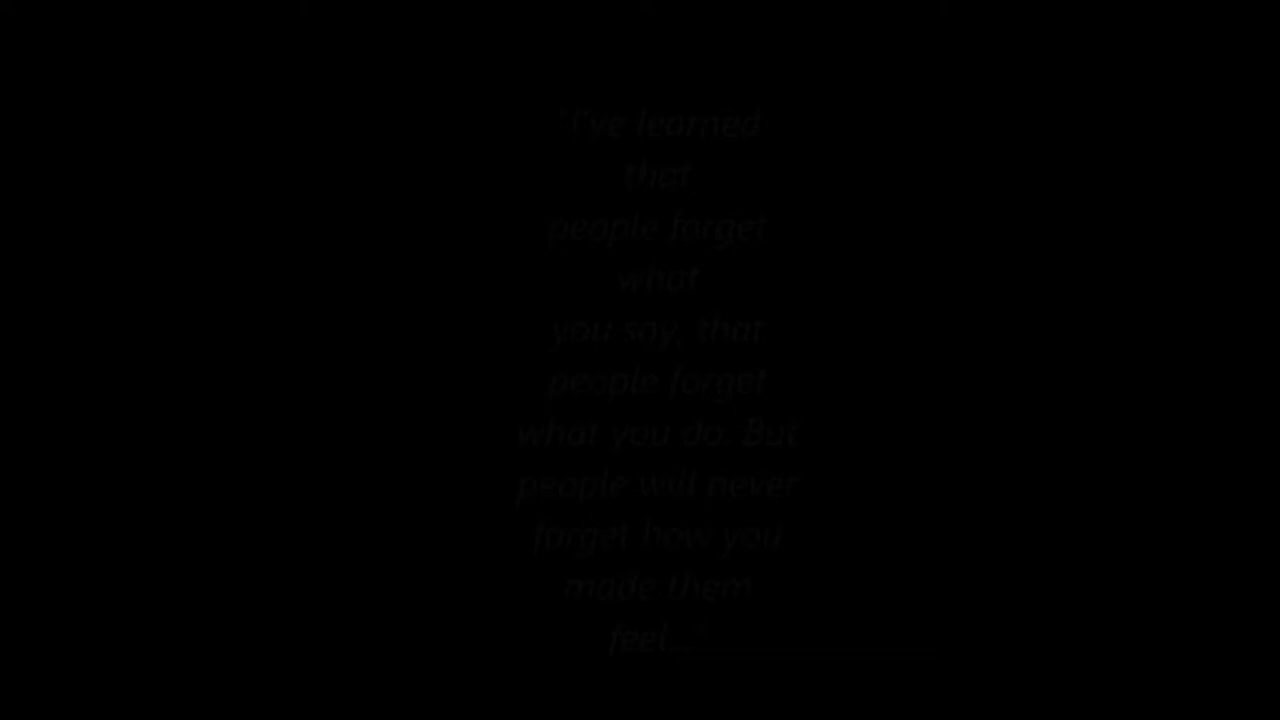 "I've learned
that
people forget
what
you say, that
people forget
what you do. But
people will never
forget how you
made them
feel..."